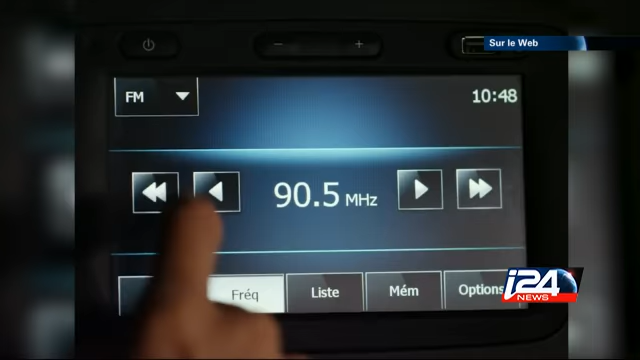 Sur le Web
FM
10:48
90.5 MHz
Fréq
Liste
Mém
Options
i24
NEWS